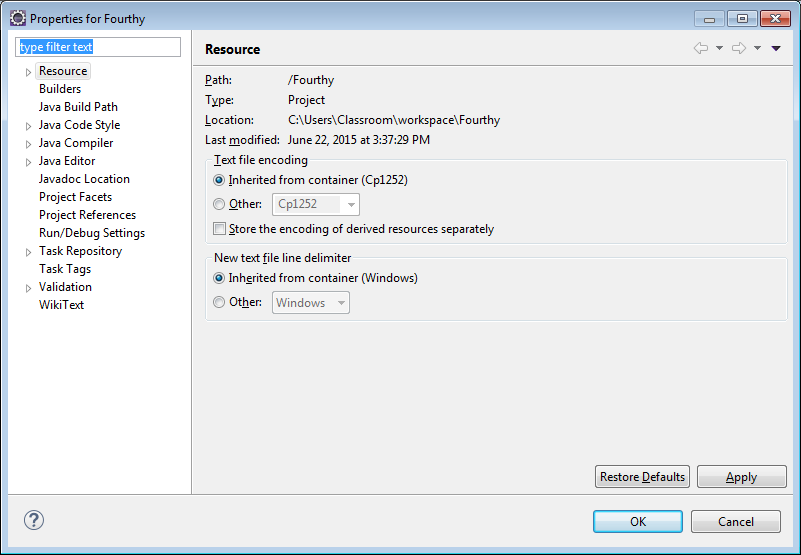 Properties for Fourthy
type filter text
Resource
Builders
Java Build Path
Java Code Style
Java Compiler
Java Editor
Javadoc Location
Project Facets
Project References
Run/Debug Settings
Task Repository
Task Tags
Validation
WikiText
Resource
Path: /Fourthy
Type: Project
Location: C:\Users\Classroom\workspace\Fourthy
Last modified: June 22, 2015 at 3:37:29 PM
Text file encoding
Inherited from container (Cp1252)
Other: Cp1252
Store the encoding of derived resources separately
New text file line delimiter
Inherited from container (Windows)
Other: Windows
Restore Defaults Apply
? OK Cancel